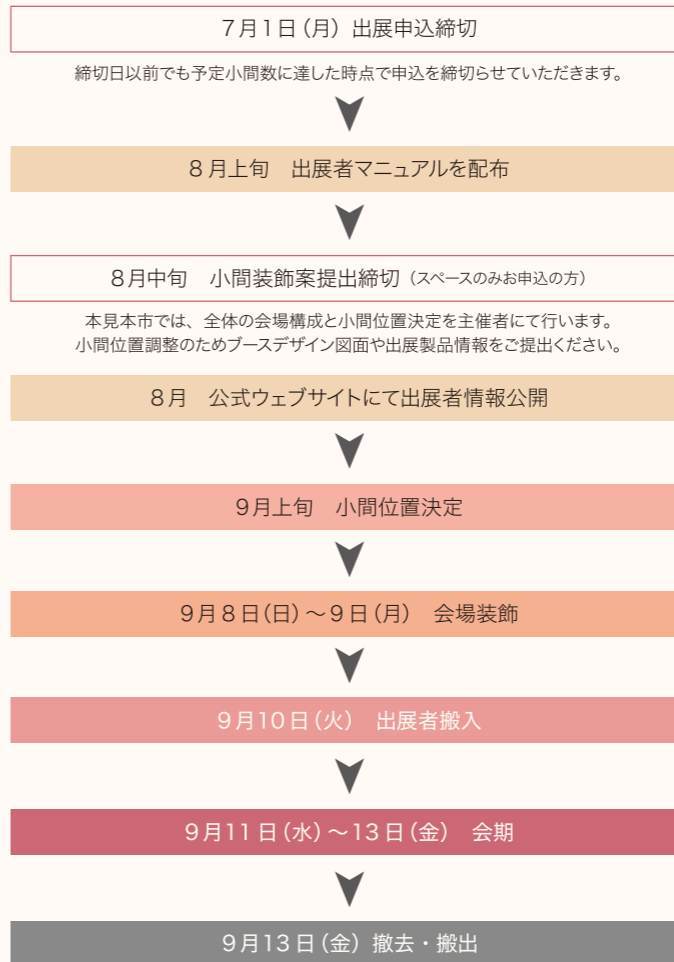 7月1日（月）出展申込締切
締切日以前でも予定小間数に達した時点で申込を締切らせていただきます。
8月上旬　出展者マニュアルを配布
8月中旬　小間装飾案提出締切（スペースのみお申込の方）
本見本市では、全体の会場構成と小間位置決定を主催者にて行います。
小間位置調整のためブースデザイン図面や出展製品情報をご提出ください。
8月　公式ウェブサイトにて出展者情報公開
9月上旬　小間位置決定
9月8日（日）～9日（月）　会場装飾
9月10日（火）　出展者搬入
9月11日（水）～13日（金）　会期
9月13日（金）撤去・搬出